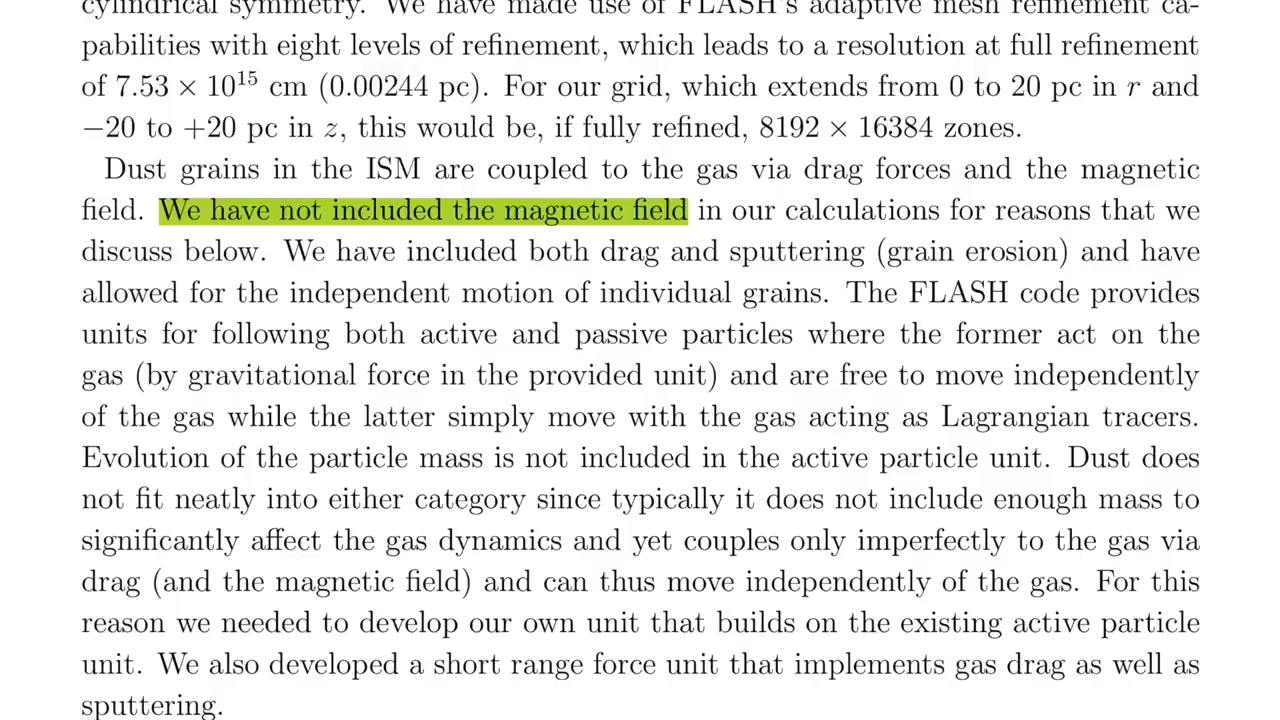 cylindrical symmetry. We have made use of FLASH's adaptive mesh refinement ca-
pabilities with eight levels of refinement, which leads to a resolution at full refinement
of 7.53 × 10¹⁵ cm (0.00244 pc). For our grid, which extends from 0 to 20 pc in r and
−20 to +20 pc in z, this would be, if fully refined, 8192 × 16384 zones.
Dust grains in the ISM are coupled to the gas via drag forces and the magnetic
field. We have not included the magnetic field in our calculations for reasons that we
discuss below. We have included both drag and sputtering (grain erosion) and have
allowed for the independent motion of individual grains. The FLASH code provides
units for following both active and passive particles where the former act on the
gas (by gravitational force in the provided unit) and are free to move independently
of the gas while the latter simply move with the gas acting as Lagrangian tracers.
Evolution of the particle mass is not included in the active particle unit. Dust does
not fit neatly into either category since typically it does not include enough mass to
significantly affect the gas dynamics and yet couples only imperfectly to the gas via
drag (and the magnetic field) and can thus move independently of the gas. For this
reason we needed to develop our own unit that builds on the existing active particle
unit. We also developed a short range force unit that implements gas drag as well as
sputtering.